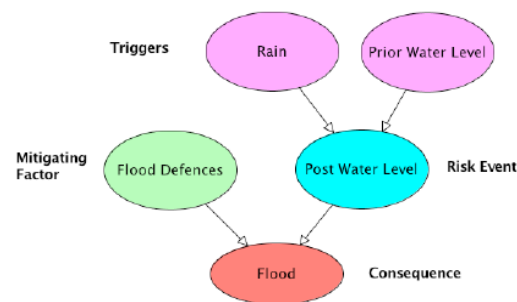 Triggers
Rain
Prior Water Level
Mitigating
Factor
Flood Defences
Post Water Level
Risk Event
Flood
Consequence